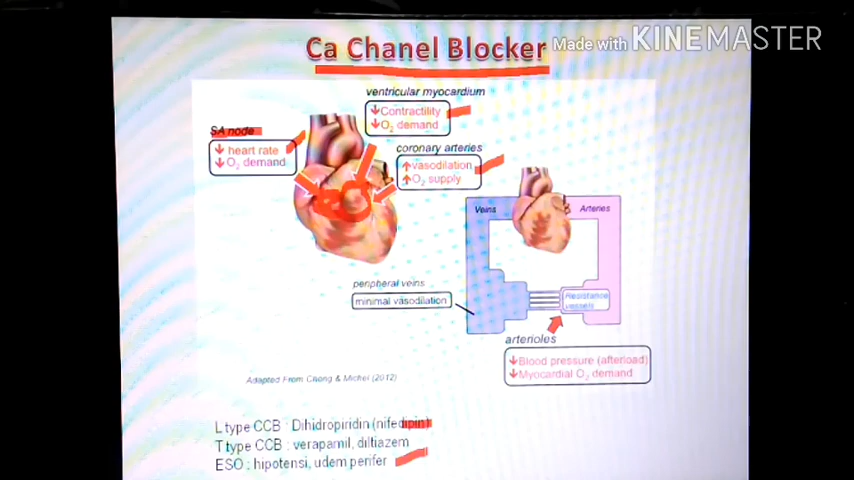 Ca Chanel Blocker
Made with KINEMASTER
ventricular myocardium
↓Contractility
↓O₂ demand
SA node
↓ heart rate
↓O₂ demand
coronary arteries
↑vasodilation
↑O₂ supply
Veins
Arteries
peripheral veins
minimal vasodilation
Resistance
vessels
arterioles
↓Blood pressure (afterload)
↓Myocardial O₂ demand
Adapted From Chong & Michel (2012)
L type CCB : Dihidropiridin (nifedipin)
T type CCB : verapamil, diltiazem
ESO : hipotensi, udem perifer